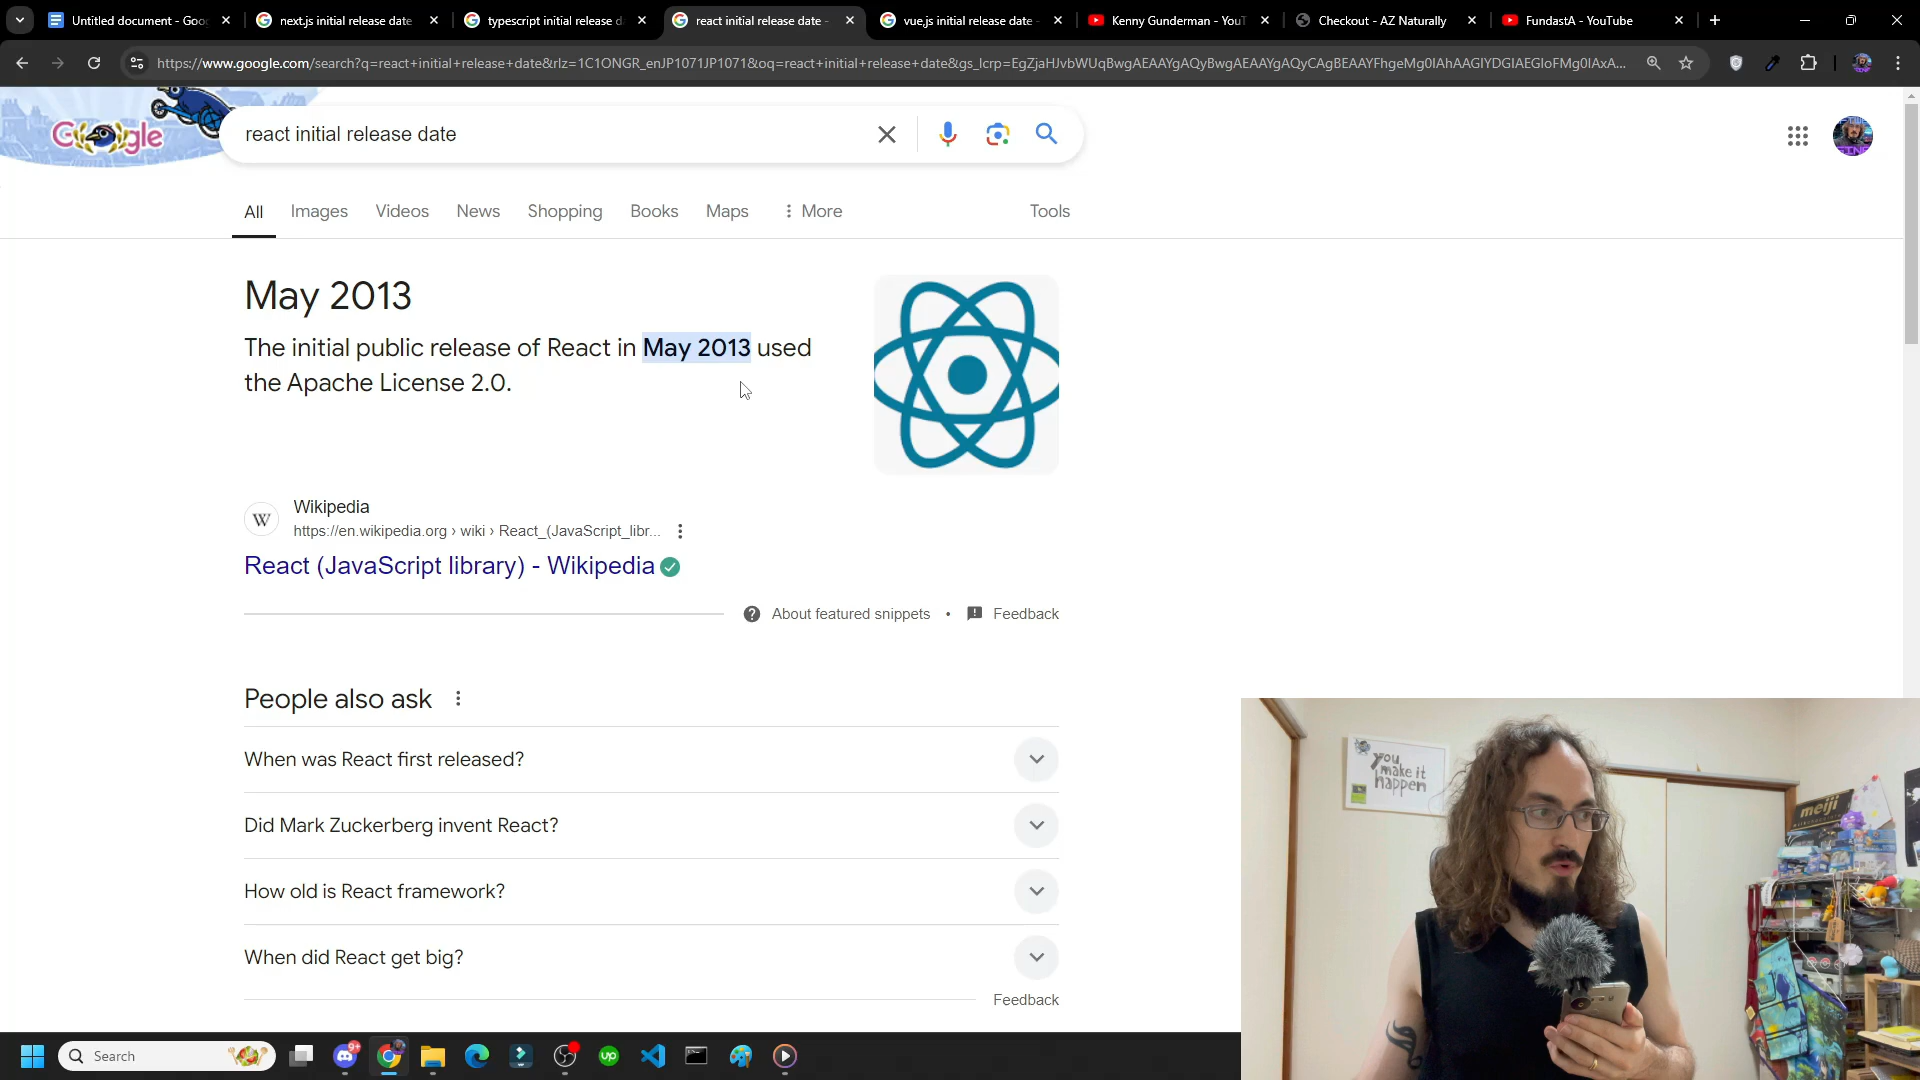 Untitled document - Goo
next.js initial release date
typescript initial release d
react initial release date -
vue.js initial release date -
Kenny Gunderman - YouT
Checkout - AZ Naturally
FundastA - YouTube
https://www.google.com/search?q=react+initial+release+date&rlz=1C1ONGR_enJP1071JP1071&oq=react+initial+release+date&gs_lcrp=EgZjaHJvbWUqBwgAEAAYgAQyBwgAEAAYgAQyCAgBEAAYFhgeMg0IAhAAGIYDGIAEGIoFMg0IAxA...
Google
react initial release date
All
Images
Videos
News
Shopping
Books
Maps
More
Tools
May 2013
The initial public release of React in May 2013 used
the Apache License 2.0.
W
Wikipedia
https://en.wikipedia.org › wiki › React_(JavaScript_libr...
React (JavaScript library) - Wikipedia
About featured snippets
•
Feedback
People also ask
When was React first released?
Did Mark Zuckerberg invent React?
How old is React framework?
When did React get big?
Feedback
you
make it
happen
meiji
Search
9+
up